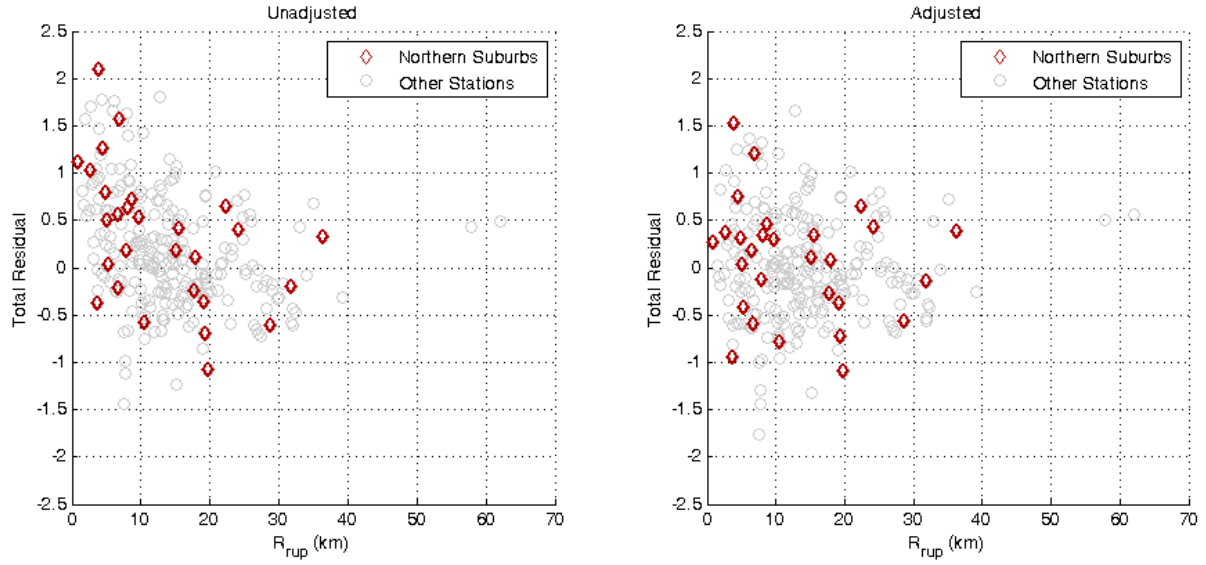 Unadjusted
2.5
2
1.5
1
0.5
0
-0.5
-1
-1.5
-2
-2.5
Total Residual
Northern Suburbs
Other Stations
0 10 20 30 40 50 60 70
R_rup (km)
Adjusted
2.5
2
1.5
1
0.5
0
-0.5
-1
-1.5
-2
-2.5
Total Residual
Northern Suburbs
Other Stations
0 10 20 30 40 50 60 70
R_rup (km)